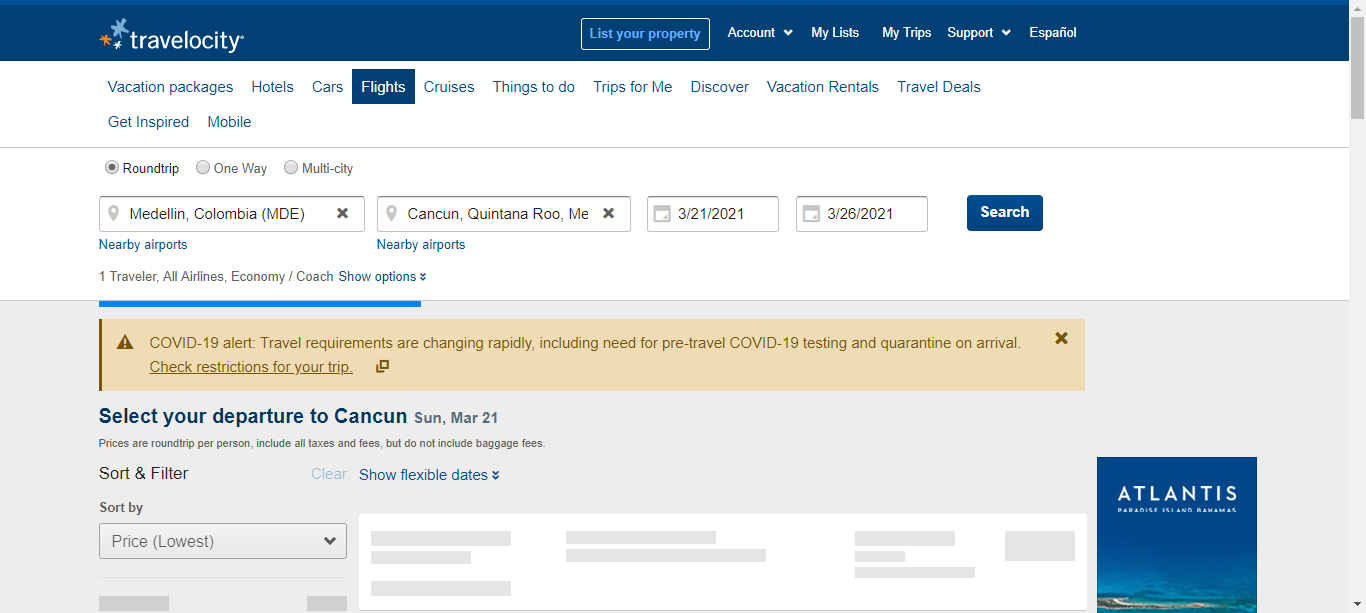 travelocity
List your property
Account
My Lists
My Trips
Support
Español
Vacation packages
Hotels
Cars
Flights
Cruises
Things to do
Trips for Me
Discover
Vacation Rentals
Travel Deals
Get Inspired
Mobile
Roundtrip
One Way
Multi-city
Medellin, Colombia (MDE)
Cancun, Quintana Roo, Me
3/21/2021
3/26/2021
Search
Nearby airports
Nearby airports
1 Traveler, All Airlines, Economy / Coach Show options
COVID-19 alert: Travel requirements are changing rapidly, including need for pre-travel COVID-19 testing and quarantine on arrival.
Check restrictions for your trip.
Select your departure to Cancun Sun, Mar 21
Prices are roundtrip per person, include all taxes and fees, but do not include baggage fees.
Sort & Filter
Clear
Show flexible dates
Sort by
Price (Lowest)
ATLANTIS
PARADISE ISLAND BAHAMAS